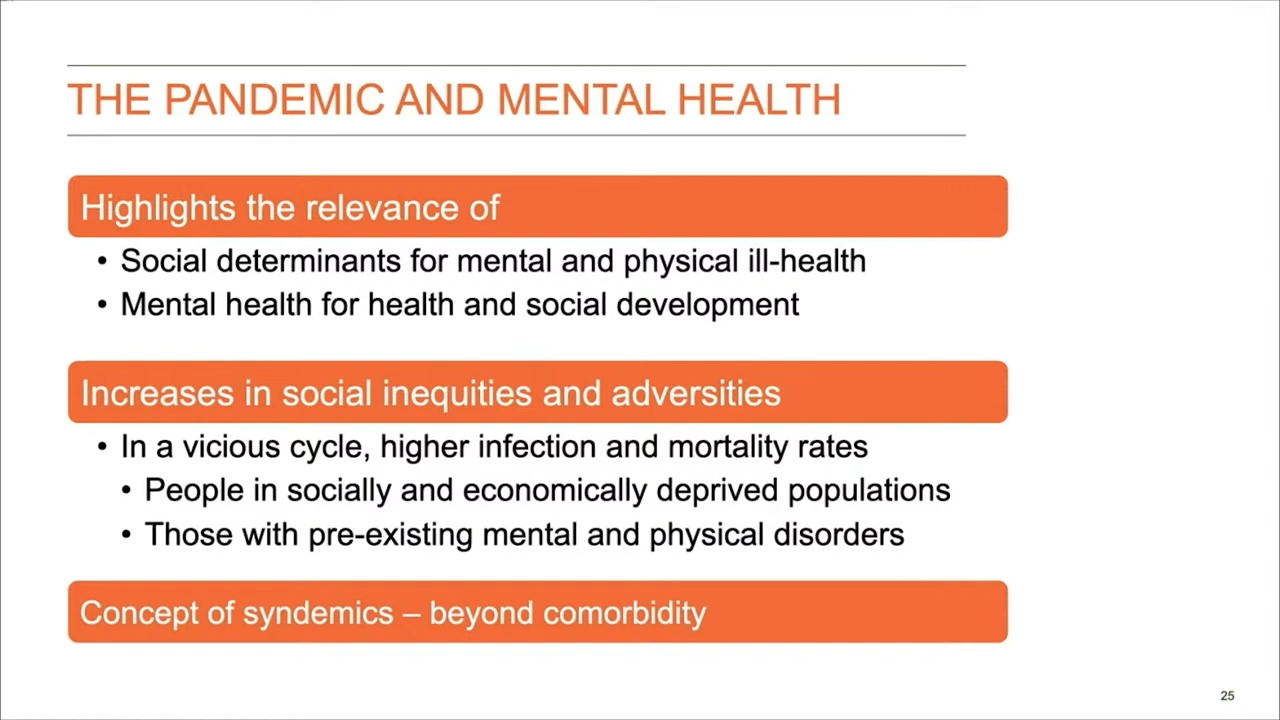 THE PANDEMIC AND MENTAL HEALTH
Highlights the relevance of
• Social determinants for mental and physical ill-health
• Mental health for health and social development
Increases in social inequities and adversities
• In a vicious cycle, higher infection and mortality rates
• People in socially and economically deprived populations
• Those with pre-existing mental and physical disorders
Concept of syndemics – beyond comorbidity
25